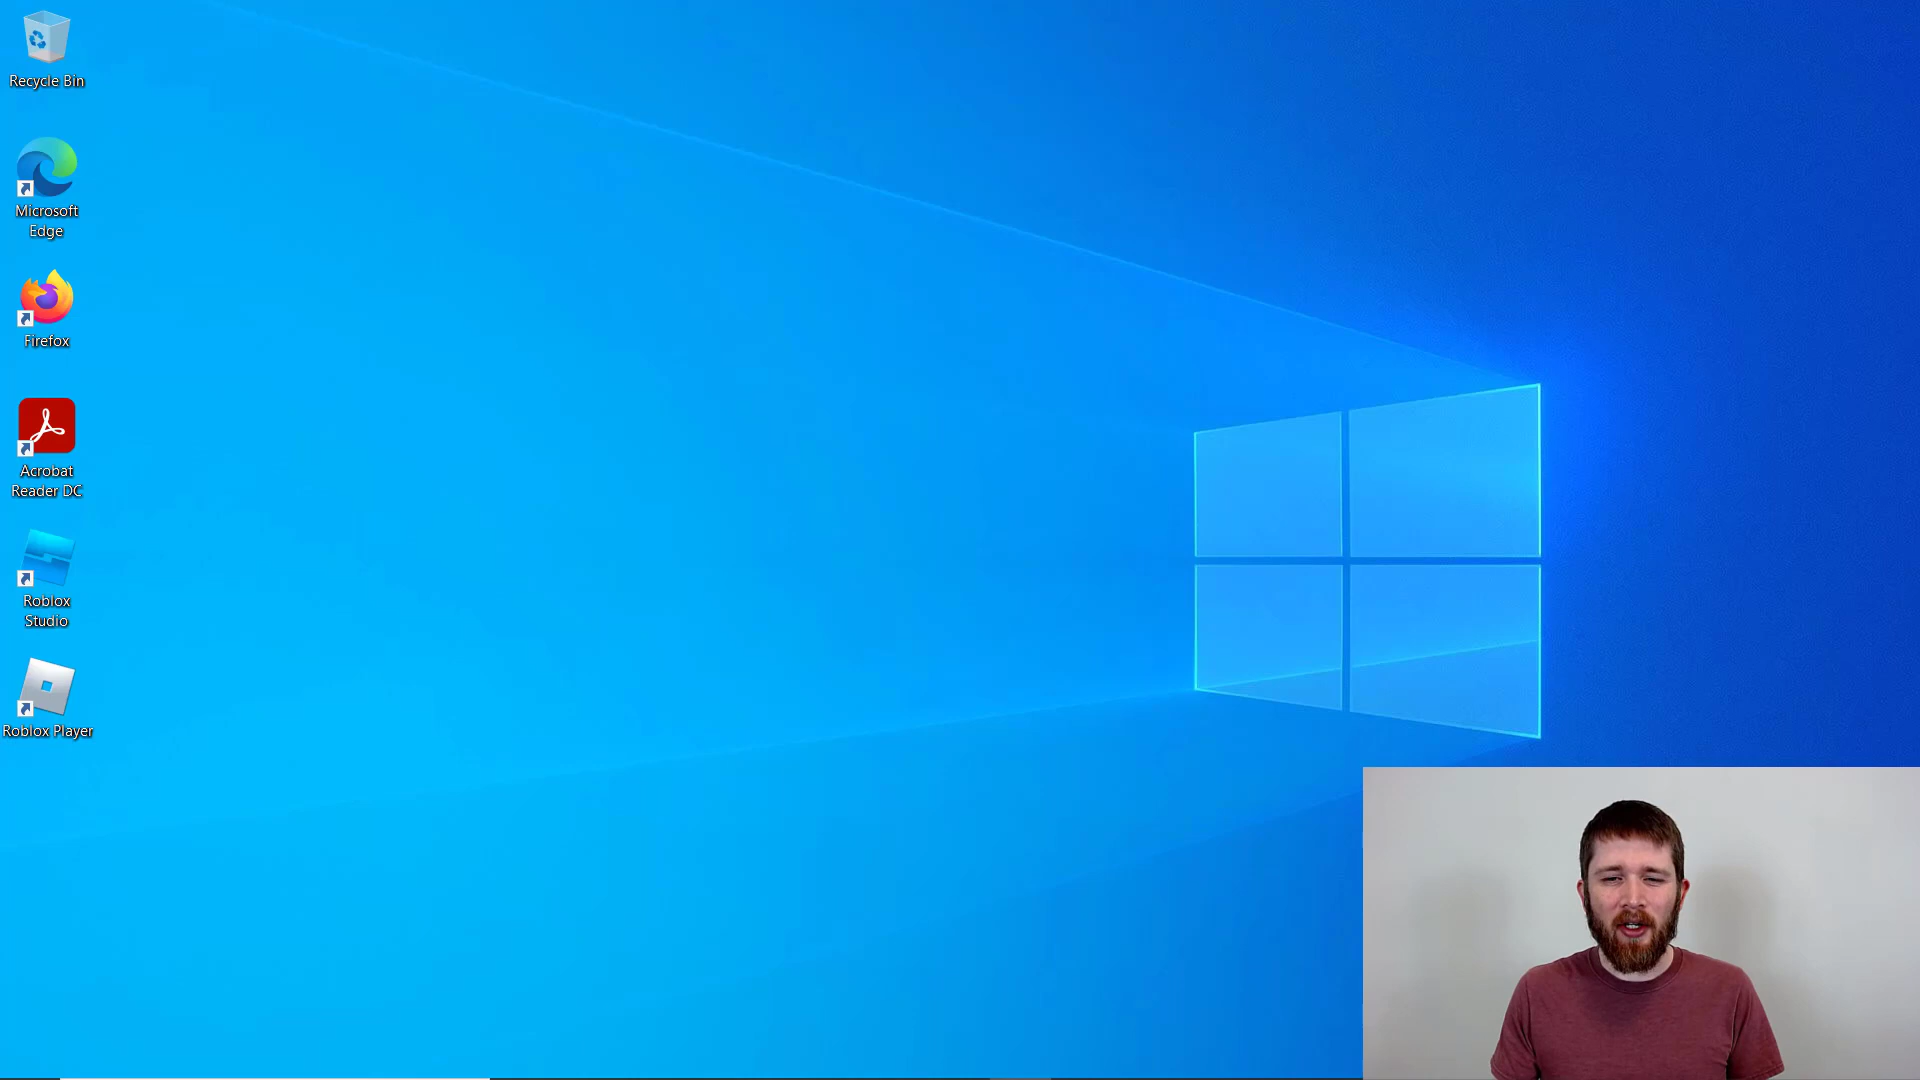 Recycle Bin
Microsoft
Edge
Firefox
Acrobat
Reader DC
Roblox
Studio
Roblox Player